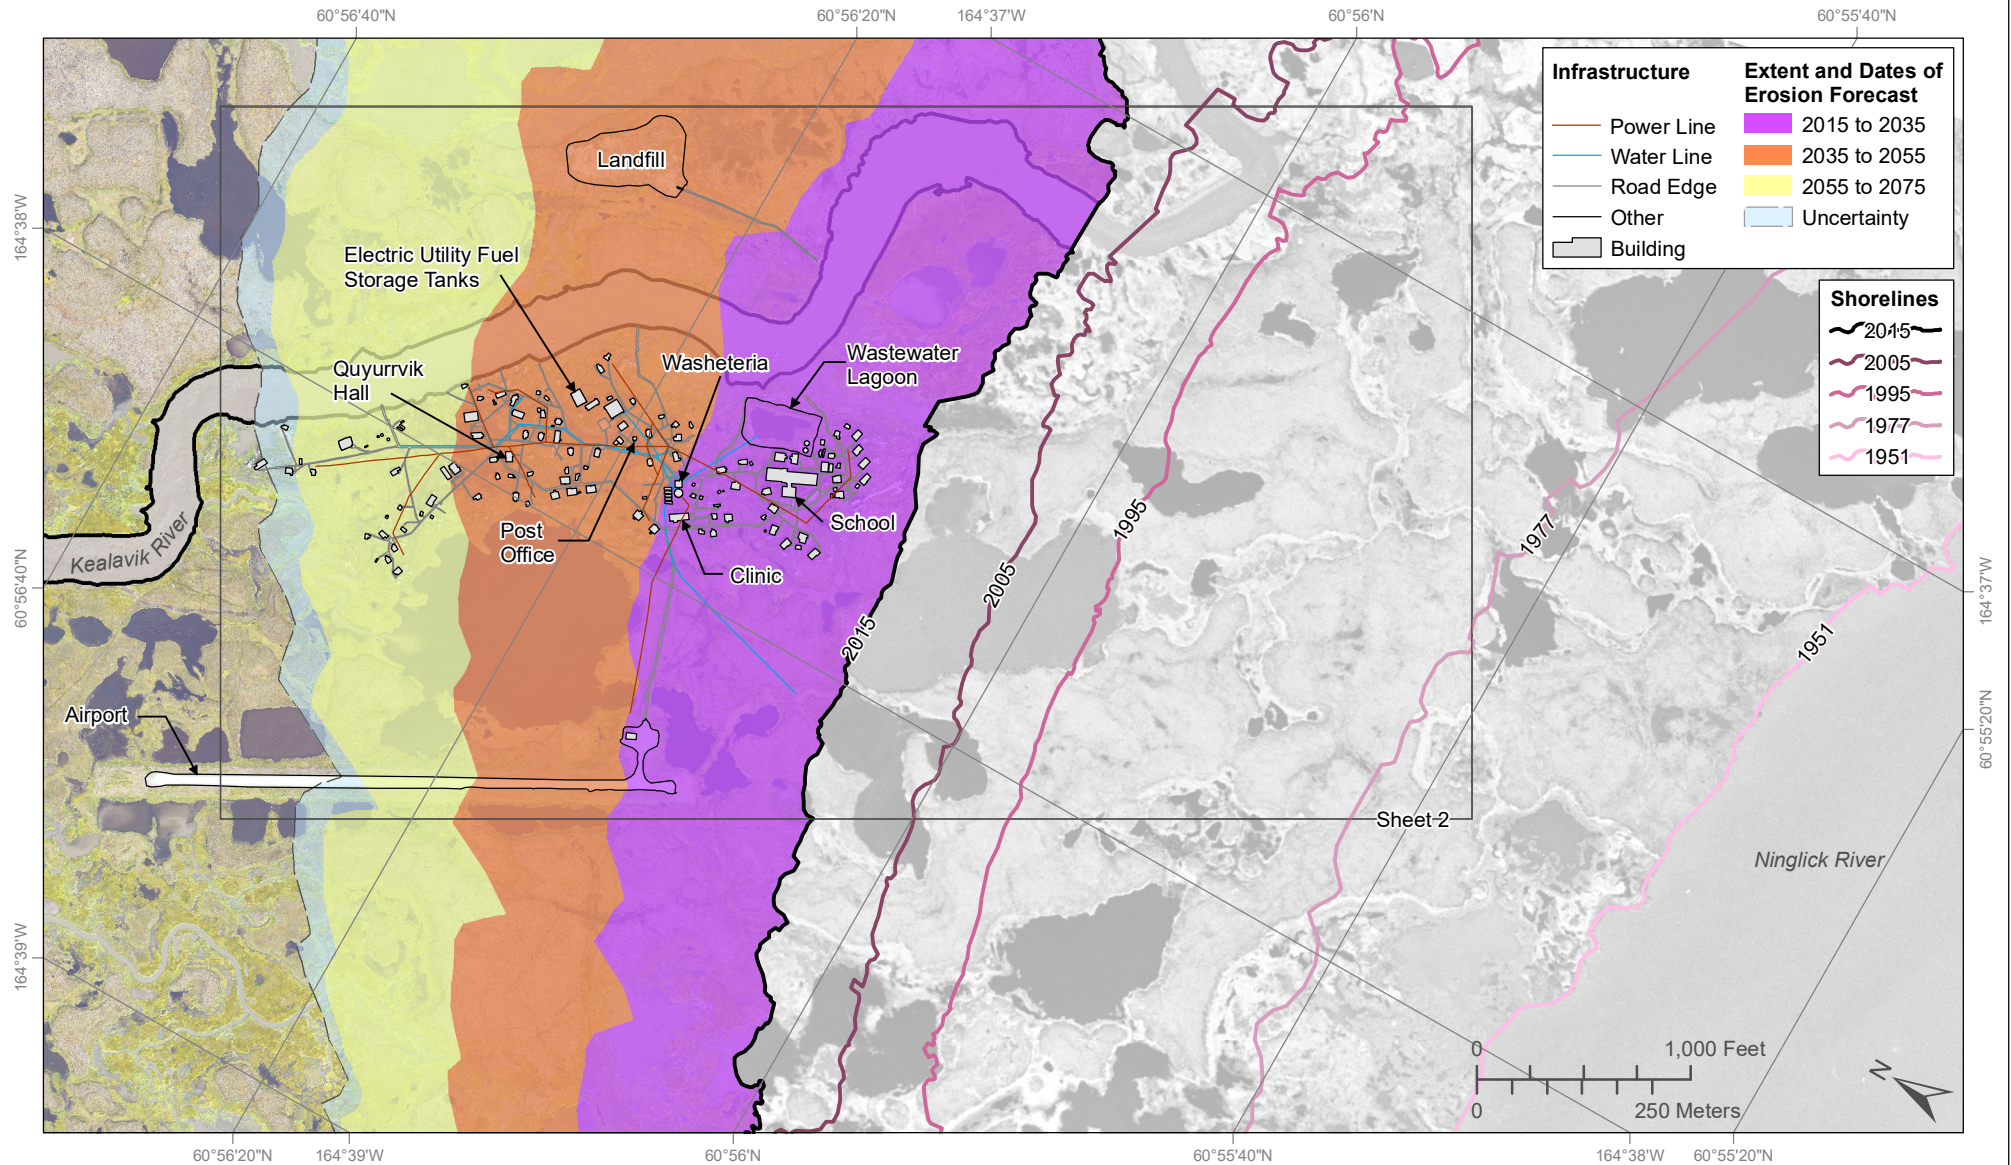 60°56'40"N
60°56'20"N
164°37'W
60°56'N
60°55'40"N
Infrastructure
Power Line
Water Line
Road Edge
Other
Building
Extent and Dates of
Erosion Forecast
2015 to 2035
2035 to 2055
2055 to 2075
Uncertainty
Shorelines
2015
2005
1995
1977
1951
Landfill
Electric Utility Fuel
Storage Tanks
Quyurrvik
Hall
Washeteria
Wastewater
Lagoon
Post
Office
School
Clinic
Kealavik River
Airport
2015
2005
1995
1977
1951
Sheet 2
Ninglick River
0
1,000 Feet
0
250 Meters
N
164°38'W
60°56'40"N
164°39'W
164°37'W
60°55'20"N
60°56'20"N
164°39'W
60°56'N
60°55'40"N
164°38'W
60°55'20"N